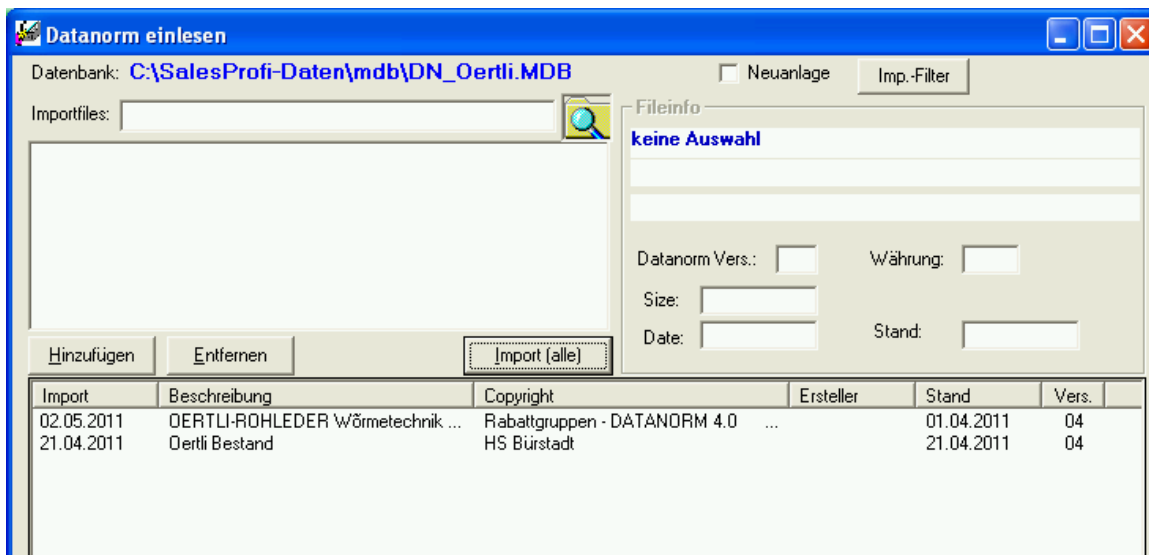 Datanorm einlesen
Datenbank: C:\SalesProfi-Daten\mdb\DN_Oertli.MDB Neuanlage Imp.-Filter
Importfiles:
Fileinfo
keine Auswahl
Datanorm Vers.: Währung:
Size:
Date: Stand:
Hinzufügen Entfernen Import (alle)
Import Beschreibung Copyright Ersteller Stand Vers.
02.05.2011 OERTLI-ROHLEDER Wõrmetechnik ... Rabattgruppen - DATANORM 4.0 ... 01.04.2011 04
21.04.2011 Oertli Bestand HS Bürstadt 21.04.2011 04